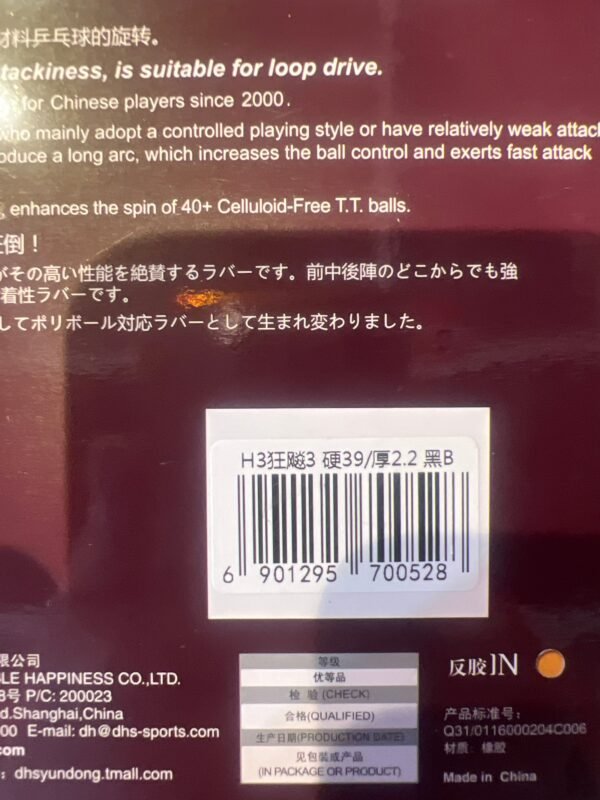 材料乒乓球的旋转。
tackiness, is suitable for loop drive.
for Chinese players since 2000.
who mainly adopt a controlled playing style or have relatively weak attack
oduce a long arc, which increases the ball control and exerts fast attack
, enhances the spin of 40+ Celluloid-Free T.T. balls.
圧倒！
がその高い性能を絶賛するラバーです。前中後陣のどこからでも強
着性ラバーです。
してポリボール対応ラバーとして生まれ変わりました。
H3狂飚3 硬39/厚2.2 黑B
6 901295 700528
限公司
LE HAPPINESS CO.,LTD.
8号 P/C: 200023
d.Shanghai,China
00 E-mail: dh@dhs-sports.com
com
: dhsyundong.tmall.com
等级
优等品
检 验 (CHECK)
合格(QUALIFIED)
生产日期(PRODUCTION DATE)
见包装或产品
(IN PACKAGE OR PRODUCT)
反胶IN
产品标准号:
Q31/0116000204C006
材质: 橡胶
Made in China